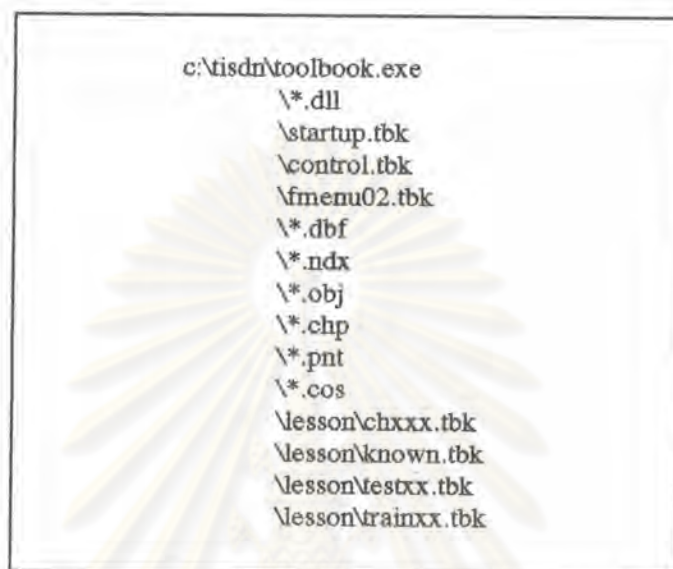 c:\tisdn\toolbook.exe
\*.dll
\startup.tbk
\control.tbk
\fmenu02.tbk
\*.dbf
\*.ndx
\*.obj
\*.chp
\*.pnt
\*.cos
\lesson\chxxx.tbk
\lesson\known.tbk
\lesson\testxx.tbk
\lesson\trainxx.tbk